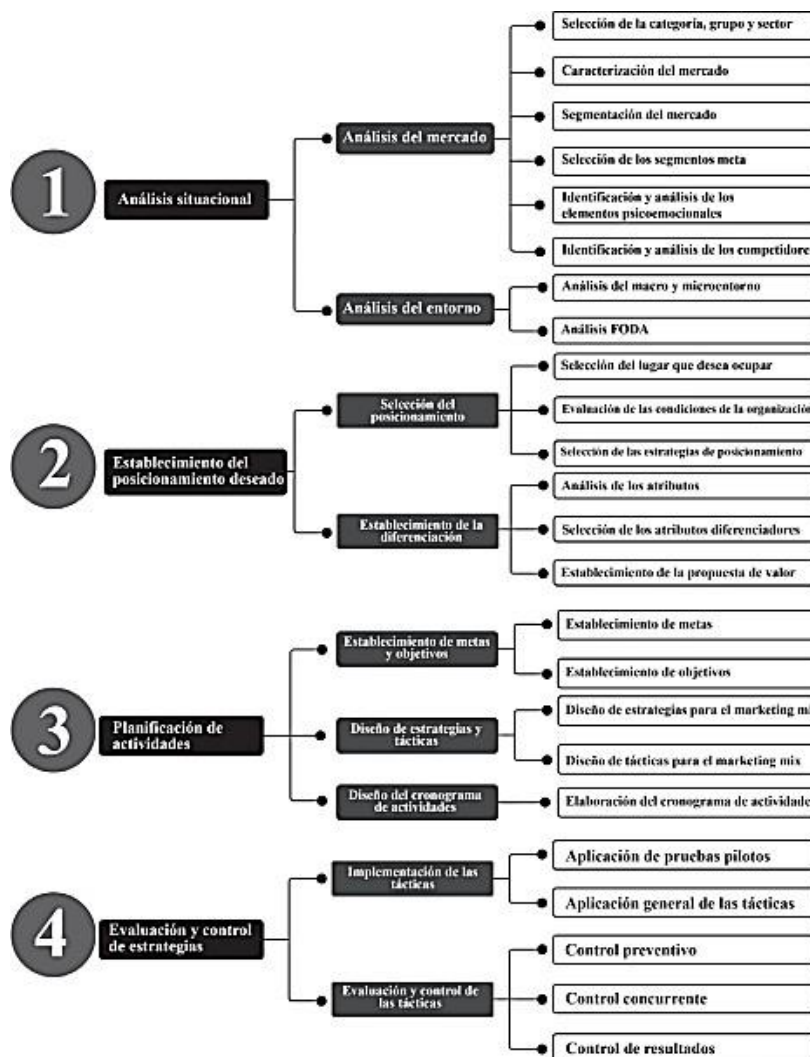 1
Análisis situacional
Análisis del mercado
Selección de la categoría, grupo y sector
Caracterización del mercado
Segmentación del mercado
Selección de los segmentos meta
Identificación y análisis de los
elementos psicoemocionales
Identificación y análisis de los competidore
Análisis del entorno
Análisis del macro y microentorno
Análisis FODA
2
Establecimiento del
posicionamiento deseado
Selección del
posicionamiento
Selección del lugar que desea ocupar
Evaluación de las condiciones de la organización
Selección de las estrategias de posicionamiento
Establecimiento de la
diferenciación
Análisis de los atributos
Selección de los atributos diferenciadores
Establecimiento de la propuesta de valor
3
Planificación de
actividades
Establecimiento de metas
y objetivos
Establecimiento de metas
Establecimiento de objetivos
Diseño de estrategias y
tácticas
Diseño de estrategias para el marketing mi
Diseño de tácticas para el marketing mix
Diseño del cronograma
de actividades
Elaboración del cronograma de actividade
4
Evaluación y control
de estrategias
Implementación de las
tácticas
Aplicación de pruebas pilotos
Aplicación general de las tácticas
Evaluación y control de
las tácticas
Control preventivo
Control concurrente
Control de resultados